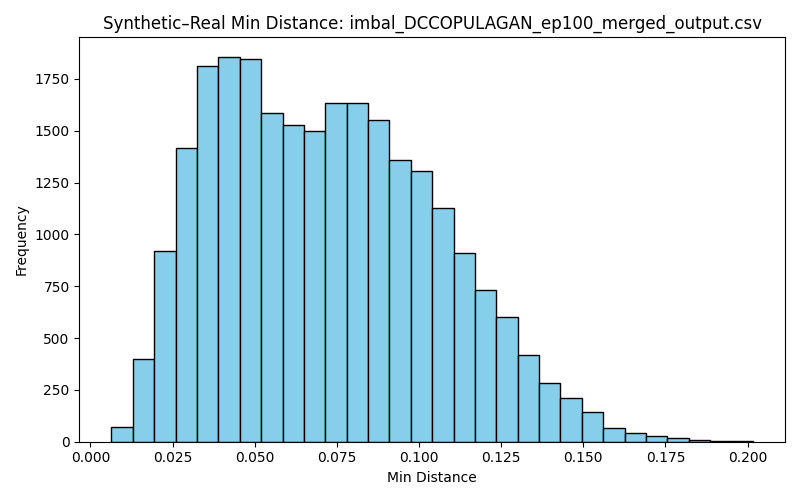 Synthetic–Real Min Distance: imbal_DCCOPULAGAN_ep100_merged_output.csv
1750
1500
1250
1000
750
500
250
0
Frequency
0.000 0.025 0.050 0.075 0.100 0.125 0.150 0.175 0.200
Min Distance